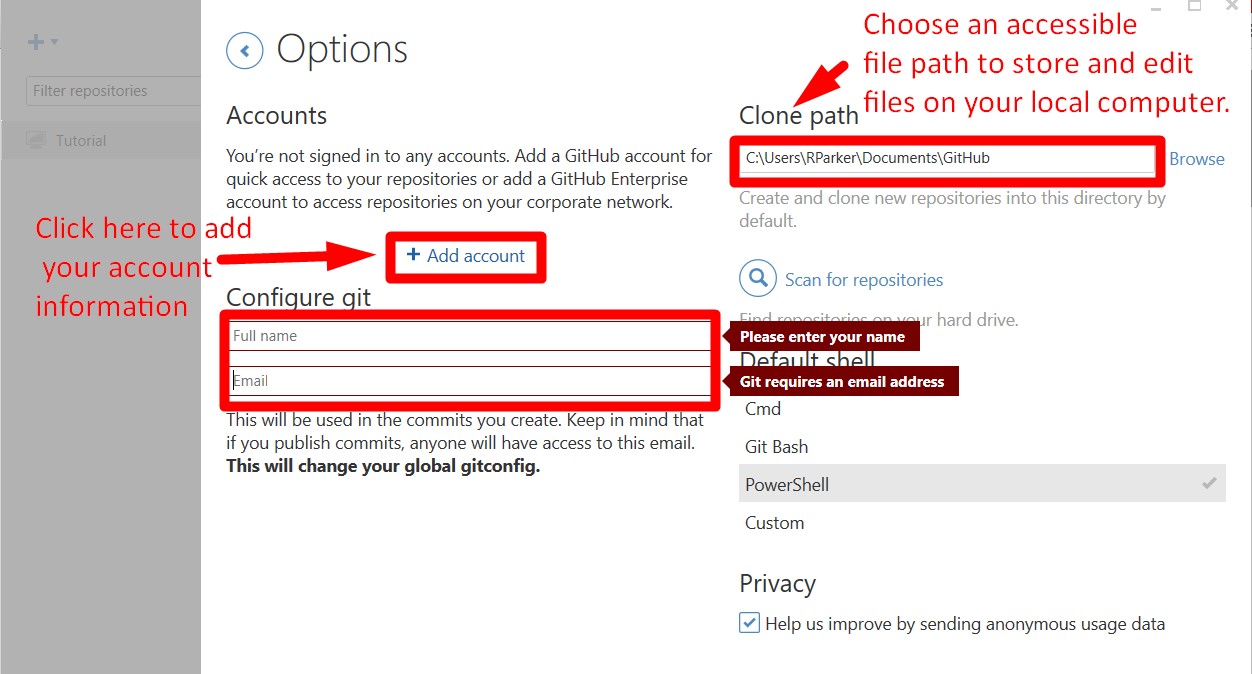 Options
Filter repositories
Tutorial
Accounts
You're not signed in to any accounts. Add a GitHub account for
quick access to your repositories or add a GitHub Enterprise
account to access repositories on your corporate network.
Click here to add
your account
information
+ Add account
Configure git
Full name
Email
This will be used in the commits you create. Keep in mind that
if you publish commits, anyone will have access to this email.
This will change your global gitconfig.
Choose an accessible
file path to store and edit
files on your local computer.
Clone path
C:\Users\RParker\Documents\GitHub
Browse
Create and clone new repositories into this directory by
default.
Scan for repositories
Find repositories on your hard drive.
Please enter your name
Default shell
Git requires an email address
Cmd
Git Bash
PowerShell
Custom
Privacy
Help us improve by sending anonymous usage data